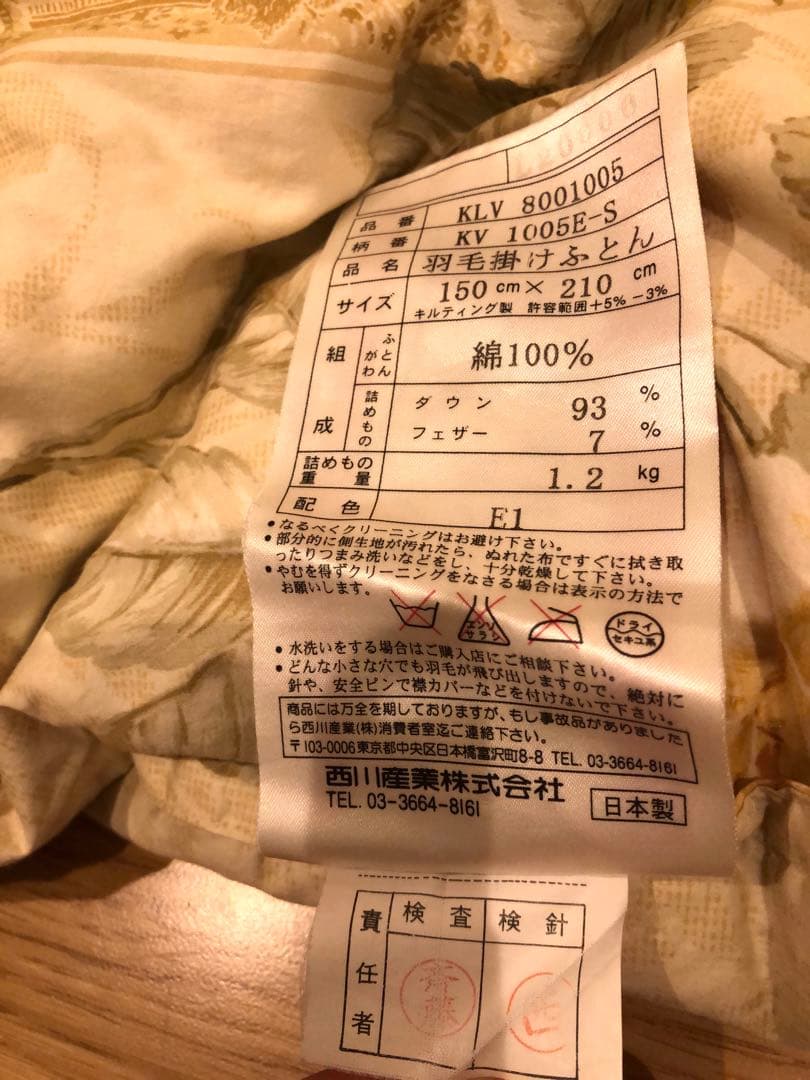 L20000
品番 KLV 8001005
柄番 KV 1005E-S
品名 羽毛掛けふとん
サイズ 150cm×210cm
キルティング製 許容範囲+5% -3%
組成 ふとんがわ 綿100%
詰めもの ダウン 93%
フェザー 7%
詰めもの重量 1.2kg
配色 E1
•なるべくクリーニングはお避け下さい。
•部分的に側生地が汚れたら、ぬれた布ですぐに拭き取
ったりつまみ洗いなどをし、十分乾燥して下さい。
•やむを得ずクリーニングをなさる場合は表示の方法で
お願いします。
エンソサラシ
ドライ
セキユ系
•水洗いをする場合はご購入店にご相談下さい。
•どんな小さな穴でも羽毛が飛び出しますので、絶対に
針や、安全ピンで襟カバーなどを付けないで下さい。
商品には万全を期しておりますが、もし事故品がありました
ら西川産業(株)消費者室迄ご連絡下さい。
〒103-0006東京都中央区日本橋富沢町8-8 TEL. 03-3664-8161
西川産業株式会社
TEL. 03-3664-8161
日本製
責任者 検査 検針
斉藤